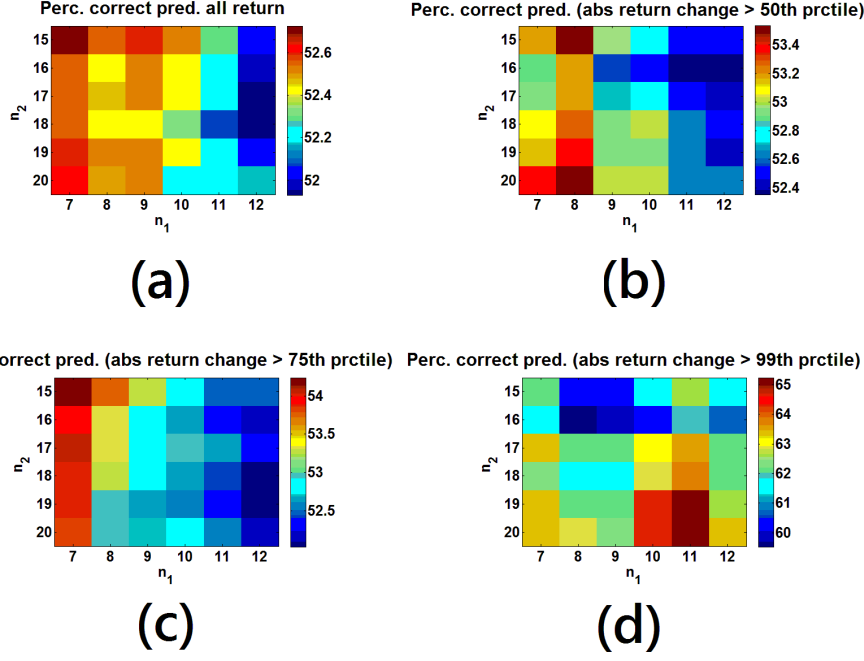 Perc. correct pred. all return
15
16
17
18
19
20
n2
7 8 9 10 11 12
n1
52.6
52.4
52.2
52
(a)
Perc. correct pred. (abs return change > 50th prctile)
15
16
17
18
19
20
n2
7 8 9 10 11 12
n1
53.4
53.2
53
52.8
52.6
52.4
(b)
orrect pred. (abs return change > 75th prctile)
15
16
17
18
19
20
n2
7 8 9 10 11 12
n1
54
53.5
53
52.5
(c)
Perc. correct pred. (abs return change > 99th prctile)
15
16
17
18
19
20
n2
7 8 9 10 11 12
n1
65
64
63
62
61
60
(d)